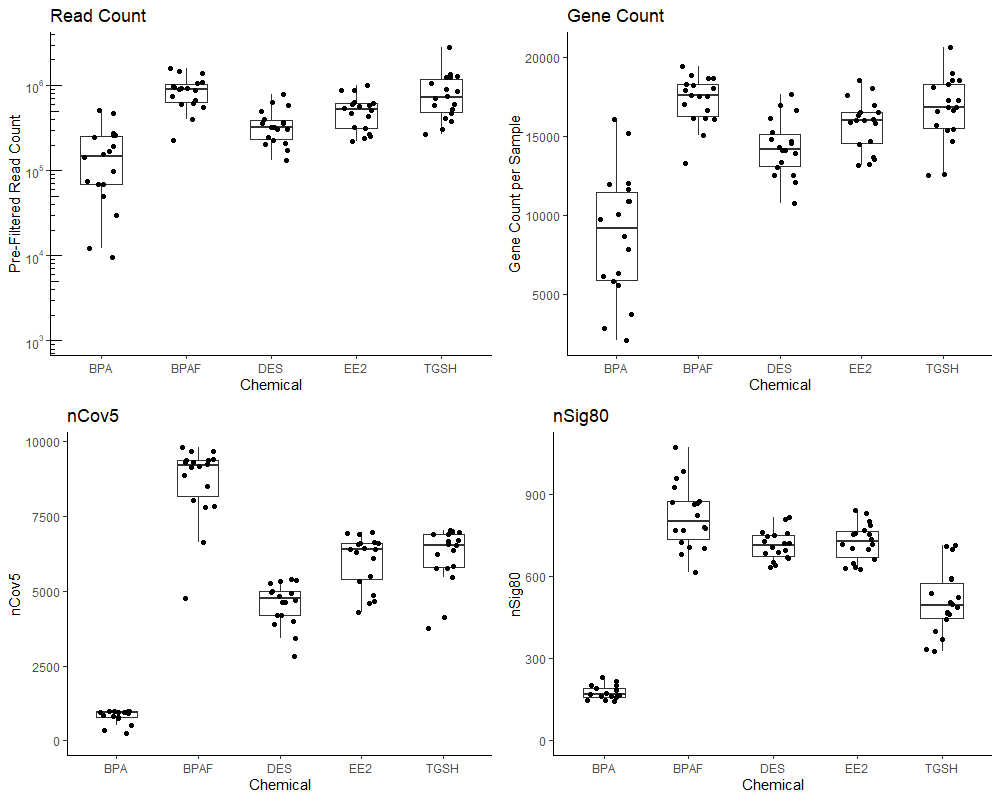 Read Count
Pre-Filtered Read Count
10^6
10^5
10^4
10^3
BPA BPAF DES EE2 TGSH
Chemical
Gene Count
Gene Count per Sample
20000
15000
10000
5000
BPA BPAF DES EE2 TGSH
Chemical
nCov5
nCov5
10000
7500
5000
2500
0
BPA BPAF DES EE2 TGSH
Chemical
nSig80
nSig80
900
600
300
0
BPA BPAF DES EE2 TGSH
Chemical